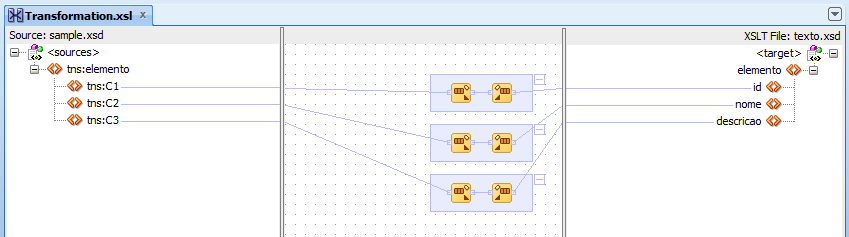 Transformation.xsl x
Source: sample.xsd
XSLT File: texto.xsd
<sources>
<target>
tns:elemento
elemento
tns:C1
id
tns:C2
nome
tns:C3
descricao